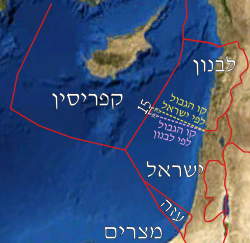 לבנון
קפריסין
קו הגבול
לפי ישראל
קו הגבול
לפי לבנון
ישראל
עזה
מצרים